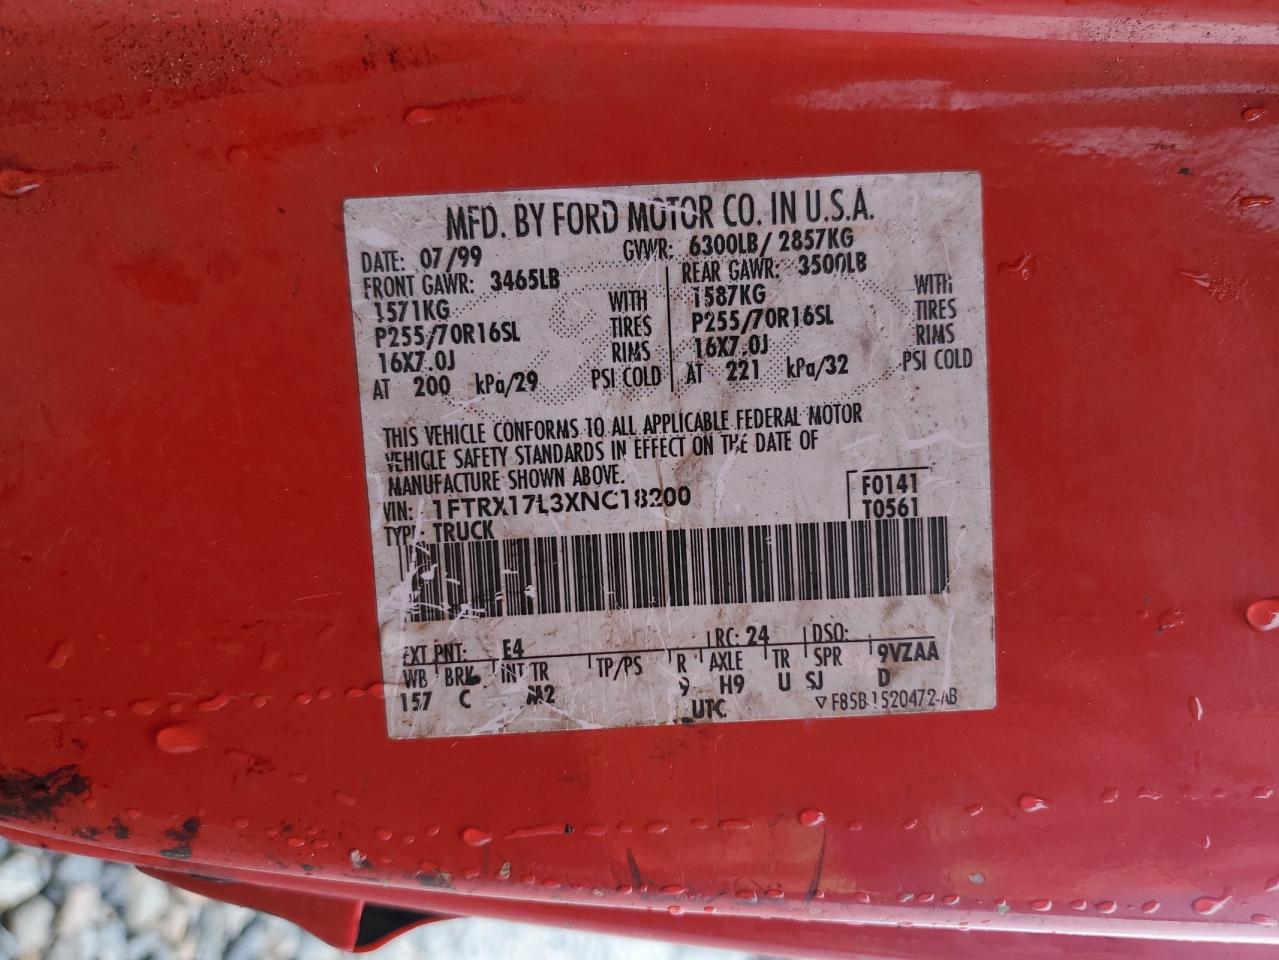 MFD. BY FORD MOTOR CO. IN U.S.A.
DATE: 07/99 GVWR: 6300LB/ 2857KG
FRONT GAWR: 3465LB REAR GAWR: 3500LB
1571KG WITH 1587KG WITH
P255/70R16SL TIRES P255/70R16SL TIRES
16X7.0J RIMS 16X7.0J RIMS
AT 200 kPa/29 PSI COLD AT 221 kPa/32 PSI COLD
THIS VEHICLE CONFORMS TO ALL APPLICABLE FEDERAL MOTOR
VEHICLE SAFETY STANDARDS IN EFFECT ON THE DATE OF
MANUFACTURE SHOWN ABOVE.
F0141
VIN: 1FTRX17L3XNC18200
T0561
TYPE: TRUCK
EXT PNT: E4 RC: 24 DSO:
WB BRK INT TR TP/PS R AXLE TR SPR 9VZAA
157 C M2 9 H9 U SJ D
UTC ▽ F85B 1520472-AB